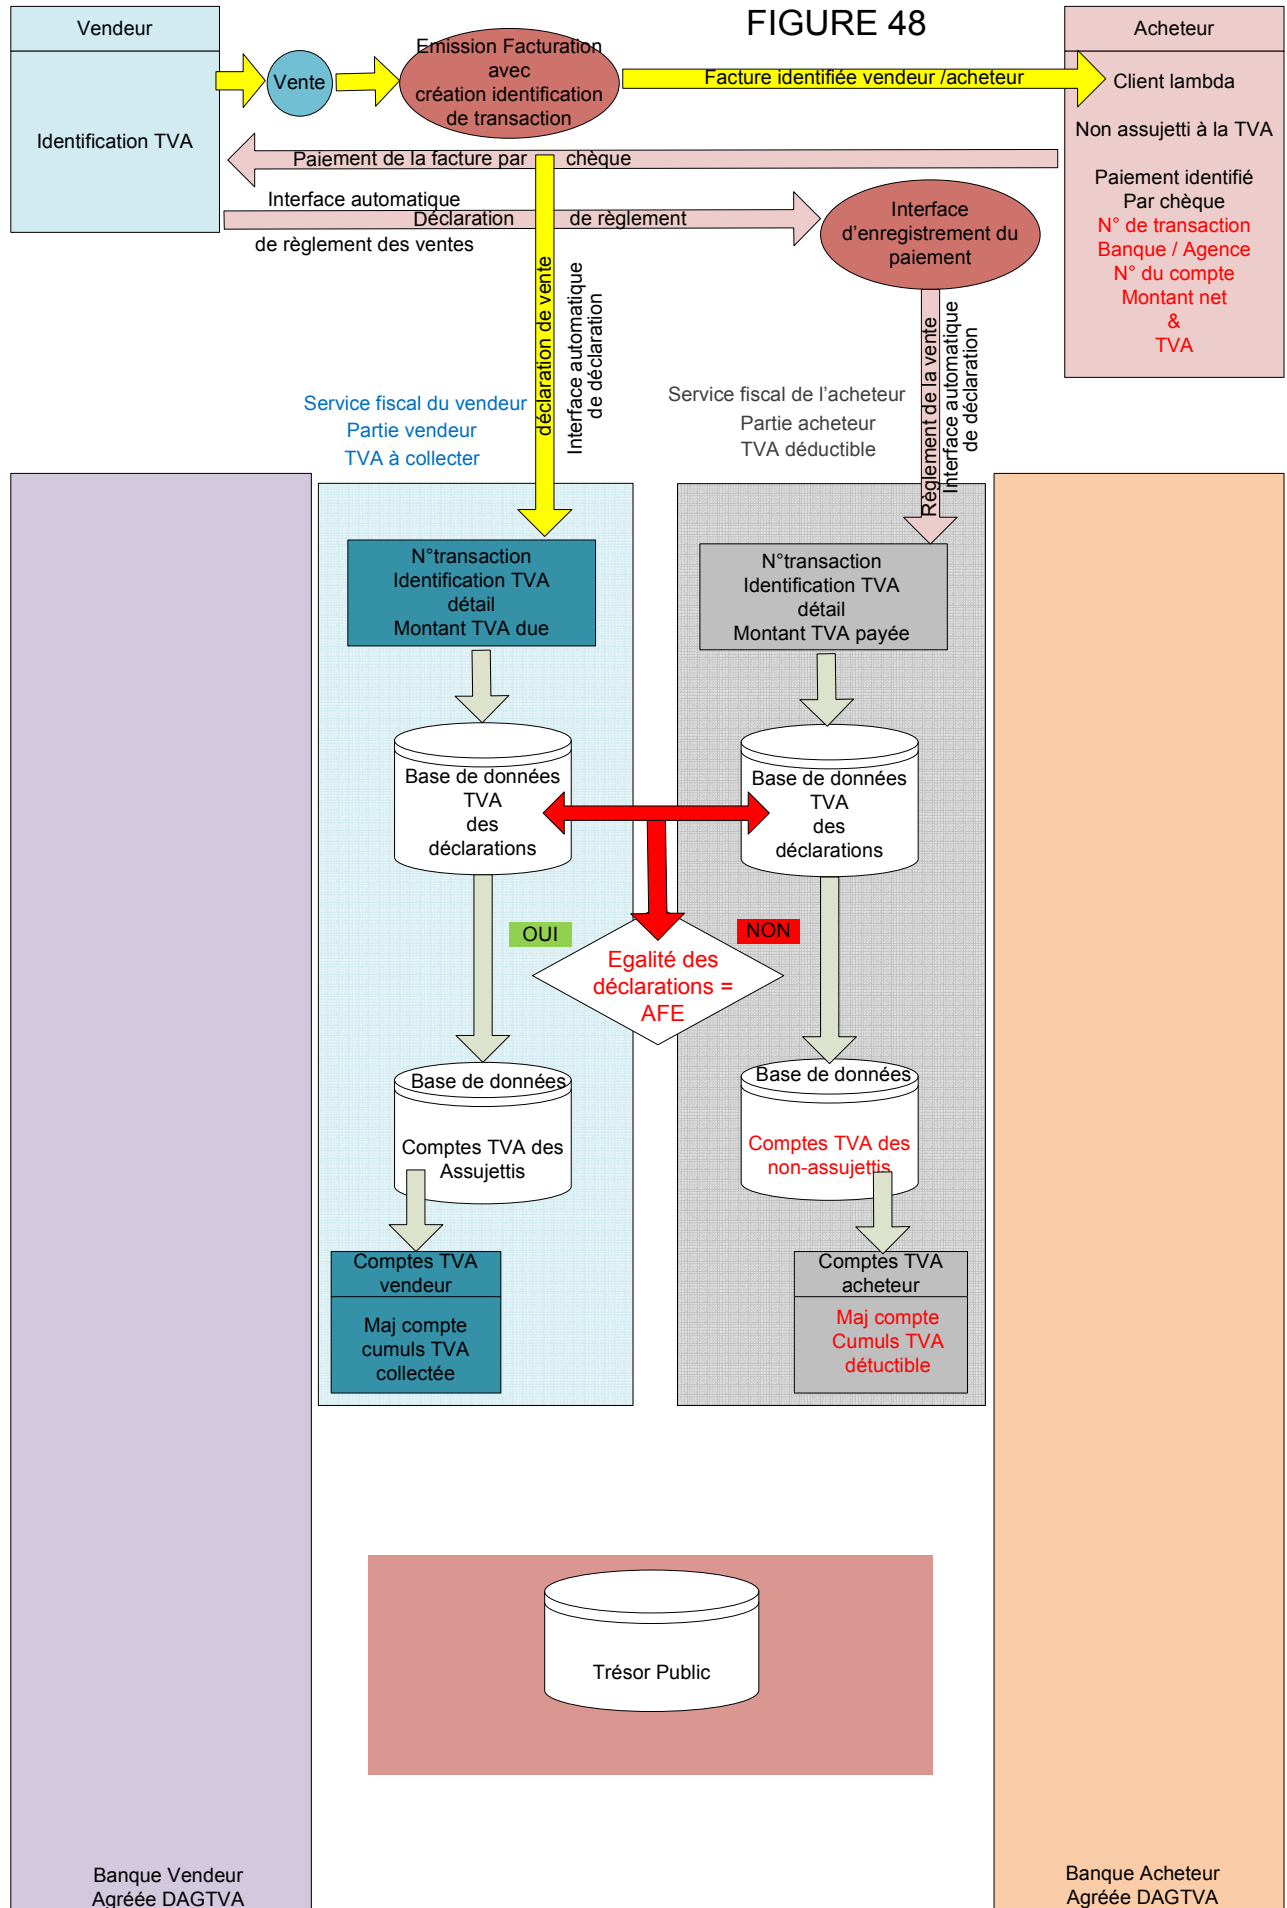 FIGURE 48
Vendeur
Identification TVA
Vente
Emission Facturation
avec
création identification
de transaction
Facture identifiée vendeur /acheteur
Acheteur
Client lambda
Non assujetti à la TVA
Paiement identifié
Par chèque
N° de transaction
Banque / Agence
N° du compte
Montant net
&
TVA
Paiement de la facture par chèque
Interface automatique
Déclaration de règlement
de règlement des ventes
Interface
d'enregistrement du
paiement
déclaration de vente
Interface automatique
de déclaration
Règlement de la vente
Interface automatique
de déclaration
Service fiscal du vendeur
Partie vendeur
TVA à collecter
Service fiscal de l'acheteur
Partie acheteur
TVA déductible
N°transaction
Identification TVA
détail
Montant TVA due
N°transaction
Identification TVA
détail
Montant TVA payée
Base de données
TVA
des
déclarations
Base de données
TVA
des
déclarations
OUI
NON
Egalité des
déclarations =
AFE
Base de données
Comptes TVA des
Assujettis
Base de données
Comptes TVA des
non-assujettis
Comptes TVA
vendeur
Maj compte
cumuls TVA
collectée
Comptes TVA
acheteur
Maj compte
Cumuls TVA
détuctible
Trésor Public
Banque Vendeur
Agréée DAGTVA
Banque Acheteur
Agréée DAGTVA